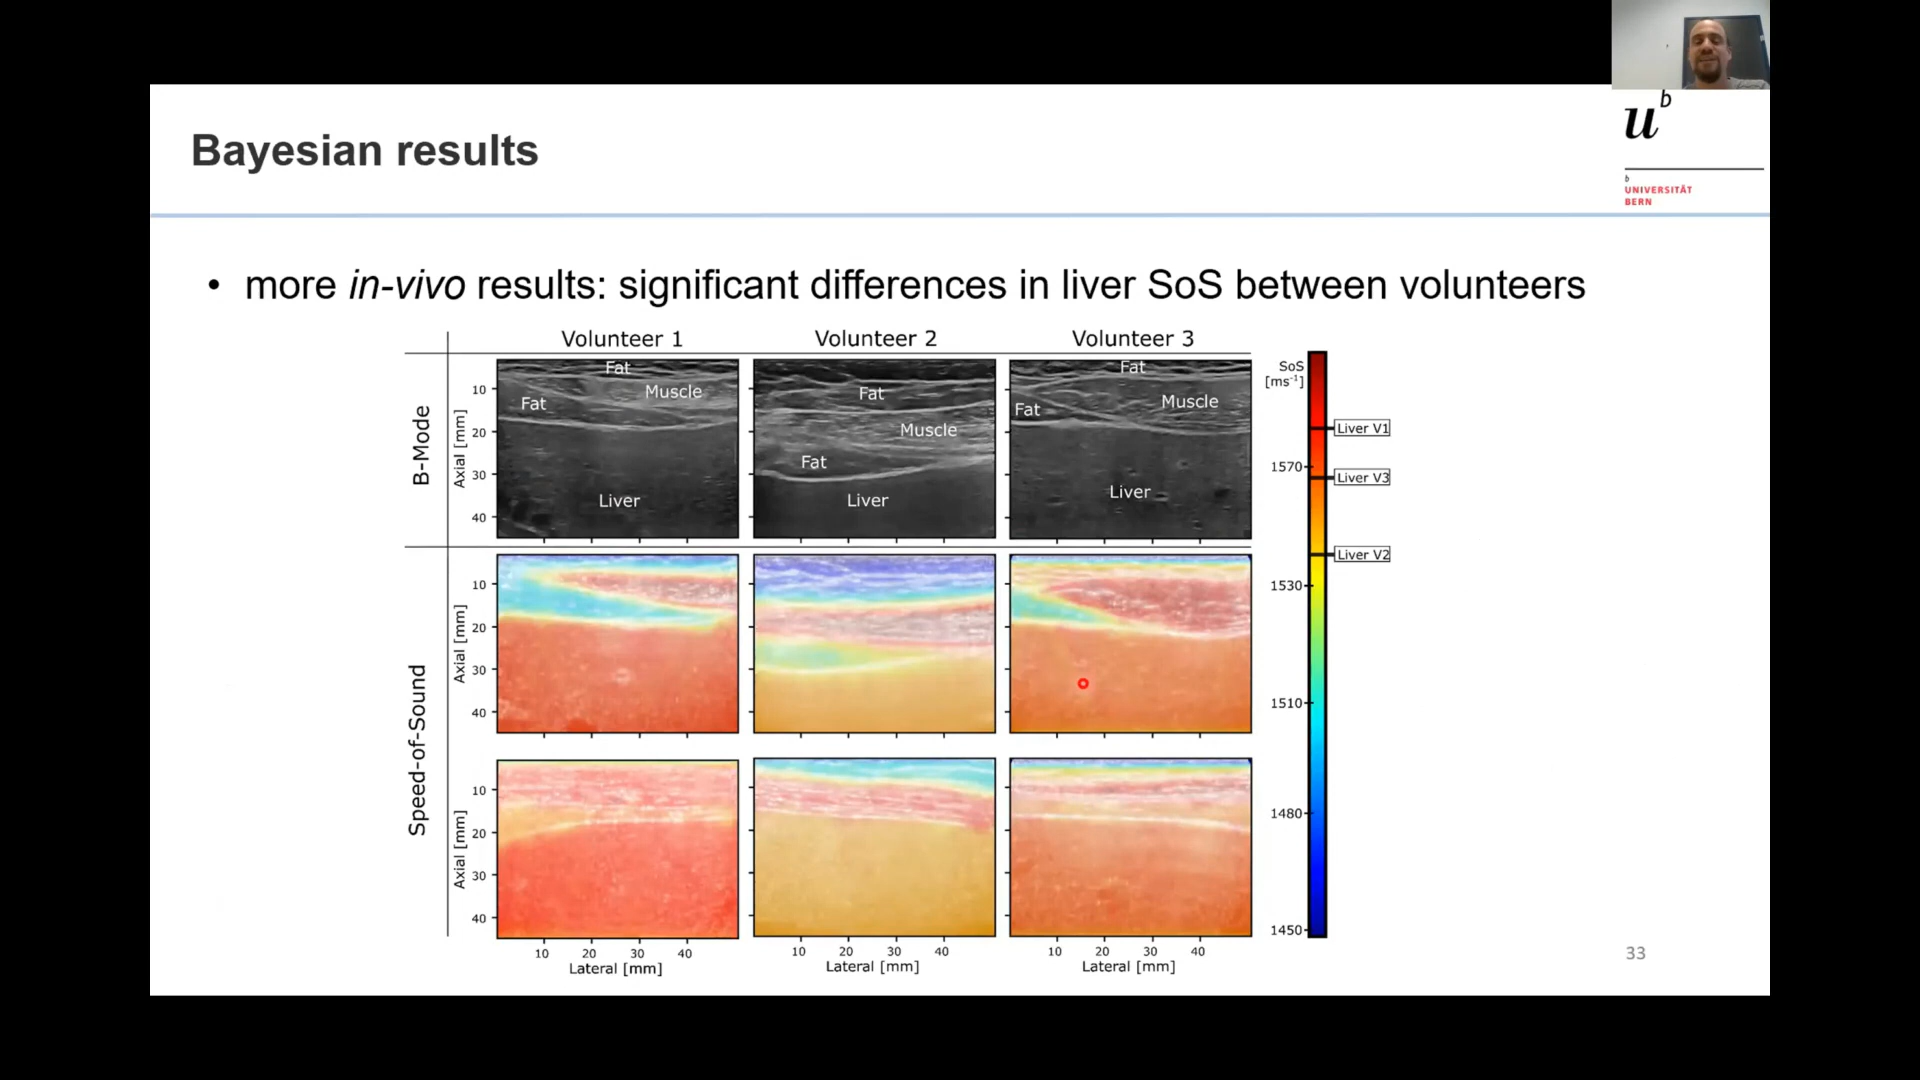 u b
b
UNIVERSITÄT
BERN
Bayesian results
• more in-vivo results: significant differences in liver SoS between volunteers
Volunteer 1 Volunteer 2 Volunteer 3
B-Mode
Axial [mm]
10
20
30
40
Fat
Muscle
Fat
Liver
Fat
Muscle
Fat
Liver
Fat
Muscle
Fat
Liver
Speed-of-Sound
Axial [mm]
10
20
30
40
Axial [mm]
10
20
30
40
10 20 30 40
Lateral [mm]
10 20 30 40
Lateral [mm]
10 20 30 40
Lateral [mm]
SoS
[ms-1]
Liver V1
1570
Liver V3
Liver V2
1530
1510
1480
1450
33